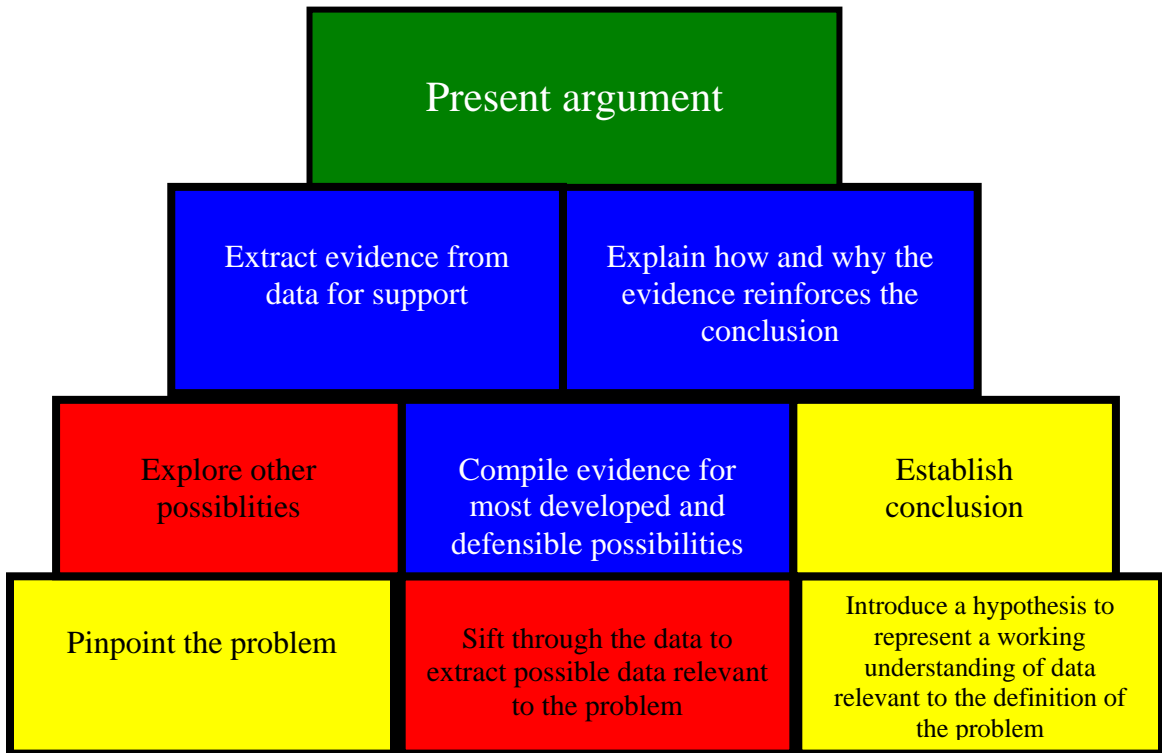 Present argument
Extract evidence from
data for support
Explain how and why the
evidence reinforces the
conclusion
Explore other
possiblities
Compile evidence for
most developed and
defensible possibilities
Establish
conclusion
Pinpoint the problem
Sift through the data to
extract possible data relevant
to the problem
Introduce a hypothesis to
represent a working
understanding of data
relevant to the definition of
the problem